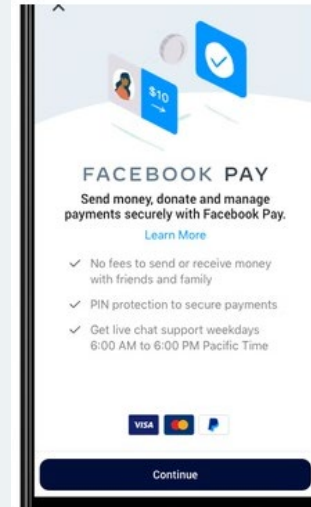 $10
FACEBOOK PAY
Send money, donate and manage
payments securely with Facebook Pay.
Learn More
No fees to send or receive money
with friends and family
PIN protection to secure payments
Get live chat support weekdays
6:00 AM to 6:00 PM Pacific Time
VISA
Continue